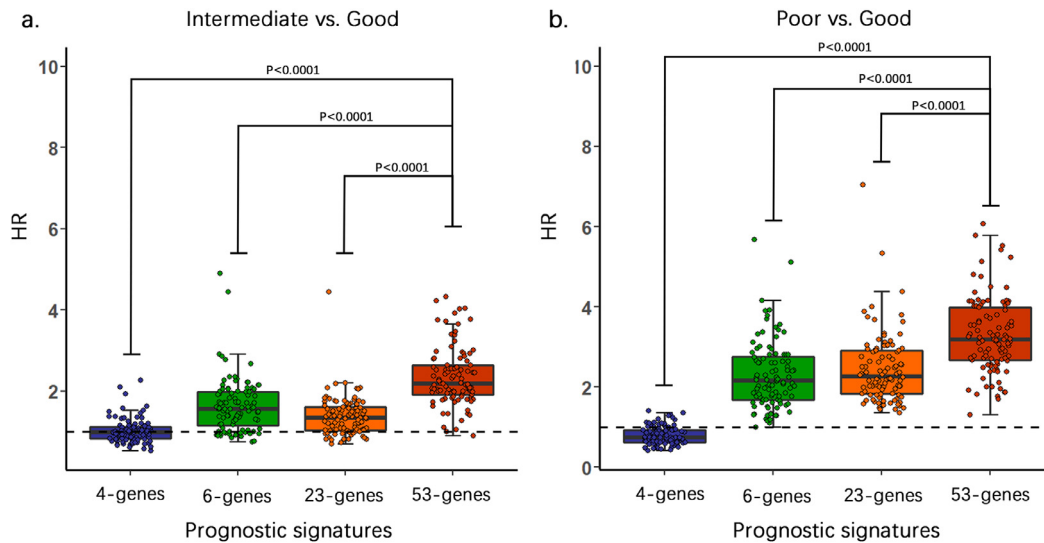 a.
Intermediate vs. Good
10
8
6
4
2
HR
P<0.0001
P<0.0001
P<0.0001
4-genes 6-genes 23-genes 53-genes
Prognostic signatures
b.
Poor vs. Good
10
8
6
4
2
0
HR
P<0.0001
P<0.0001
P<0.0001
4-genes 6-genes 23-genes 53-genes
Prognostic signatures